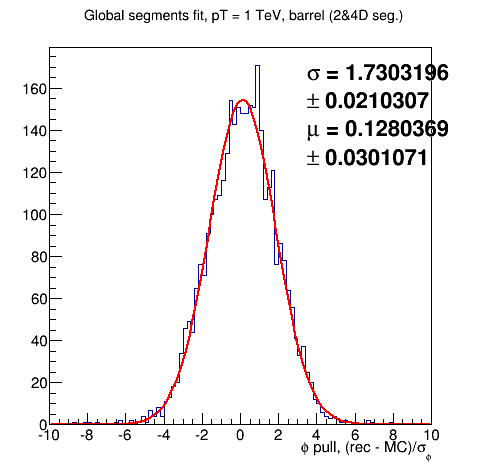 Global segments fit, pT = 1 TeV, barrel (2&4D seg.)
σ = 1.7303196
± 0.0210307
μ = 0.1280369
± 0.0301071
160
140
120
100
80
60
40
20
0
-10 -8 -6 -4 -2 0 2 4 6 8 10
ϕ pull, (rec - MC)/σϕ